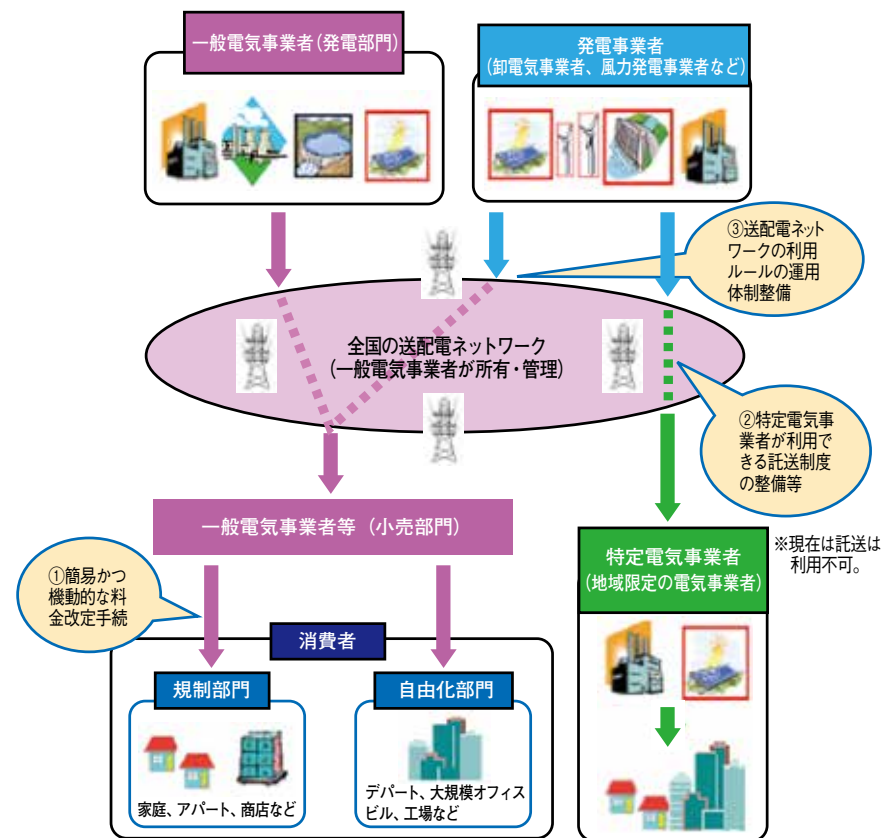 一般電気事業者（発電部門）
発電事業者
（卸電気事業者、風力発電事業者など）
③送配電ネット
ワークの利用
ルールの運用
体制整備
全国の送配電ネットワーク
（一般電気事業者が所有・管理）
②特定電気事
業者が利用で
きる託送制度
の整備等
一般電気事業者等（小売部門）
特定電気事業者
（地域限定の電気事業者）
※現在は託送は
利用不可。
①簡易かつ
機動的な料
金改定手続
消費者
規制部門
自由化部門
家庭、アパート、商店など
デパート、大規模オフィス
ビル、工場など